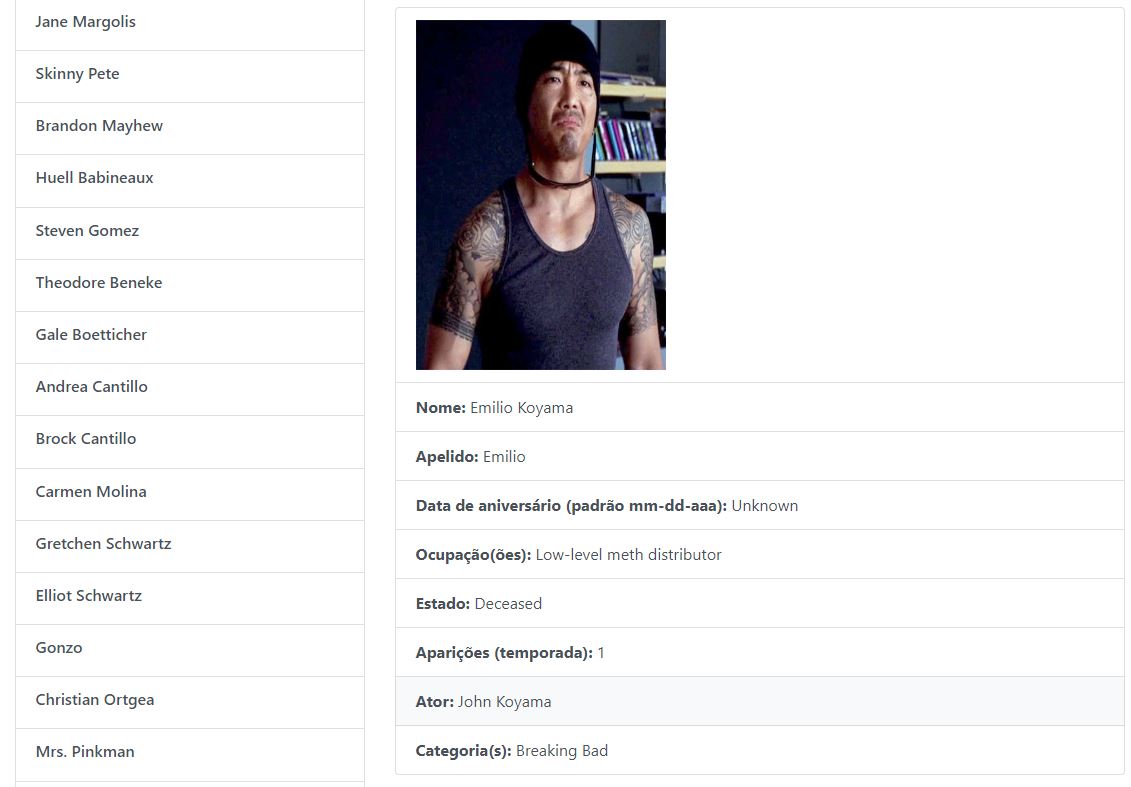 Jane Margolis
Skinny Pete
Brandon Mayhew
Huell Babineaux
Steven Gomez
Theodore Beneke
Gale Boetticher
Andrea Cantillo
Brock Cantillo
Carmen Molina
Gretchen Schwartz
Elliot Schwartz
Gonzo
Christian Ortgea
Mrs. Pinkman
Nome: Emilio Koyama
Apelido: Emilio
Data de aniversário (padrão mm-dd-aaa): Unknown
Ocupação(ões): Low-level meth distributor
Estado: Deceased
Aparições (temporada): 1
Ator: John Koyama
Categoria(s): Breaking Bad